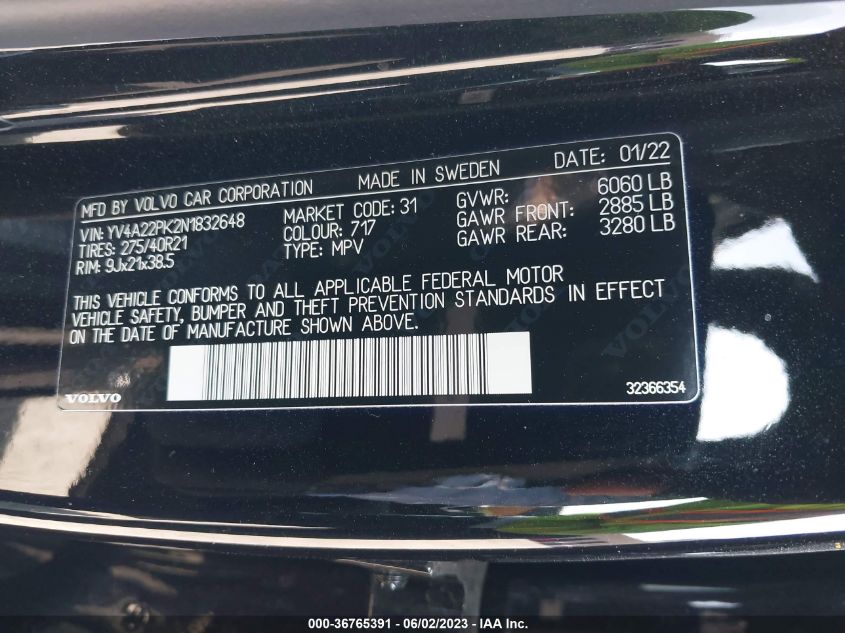 MFD BY VOLVO CAR CORPORATION MADE IN SWEDEN DATE: 01/22
VIN: YV4A22PK2N1832648 MARKET CODE: 31 GVWR: 6060 LB
TIRES: 275/40R21 COLOUR: 717 GAWR FRONT: 2885 LB
RIM: 9Jx21x38.5 TYPE: MPV GAWR REAR: 3280 LB
THIS VEHICLE CONFORMS TO ALL APPLICABLE FEDERAL MOTOR
VEHICLE SAFETY, BUMPER AND THEFT PREVENTION STANDARDS IN EFFECT
ON THE DATE OF MANUFACTURE SHOWN ABOVE.
VOLVO 32366354
000-36765391 - 06/02/2023 - IAA Inc.